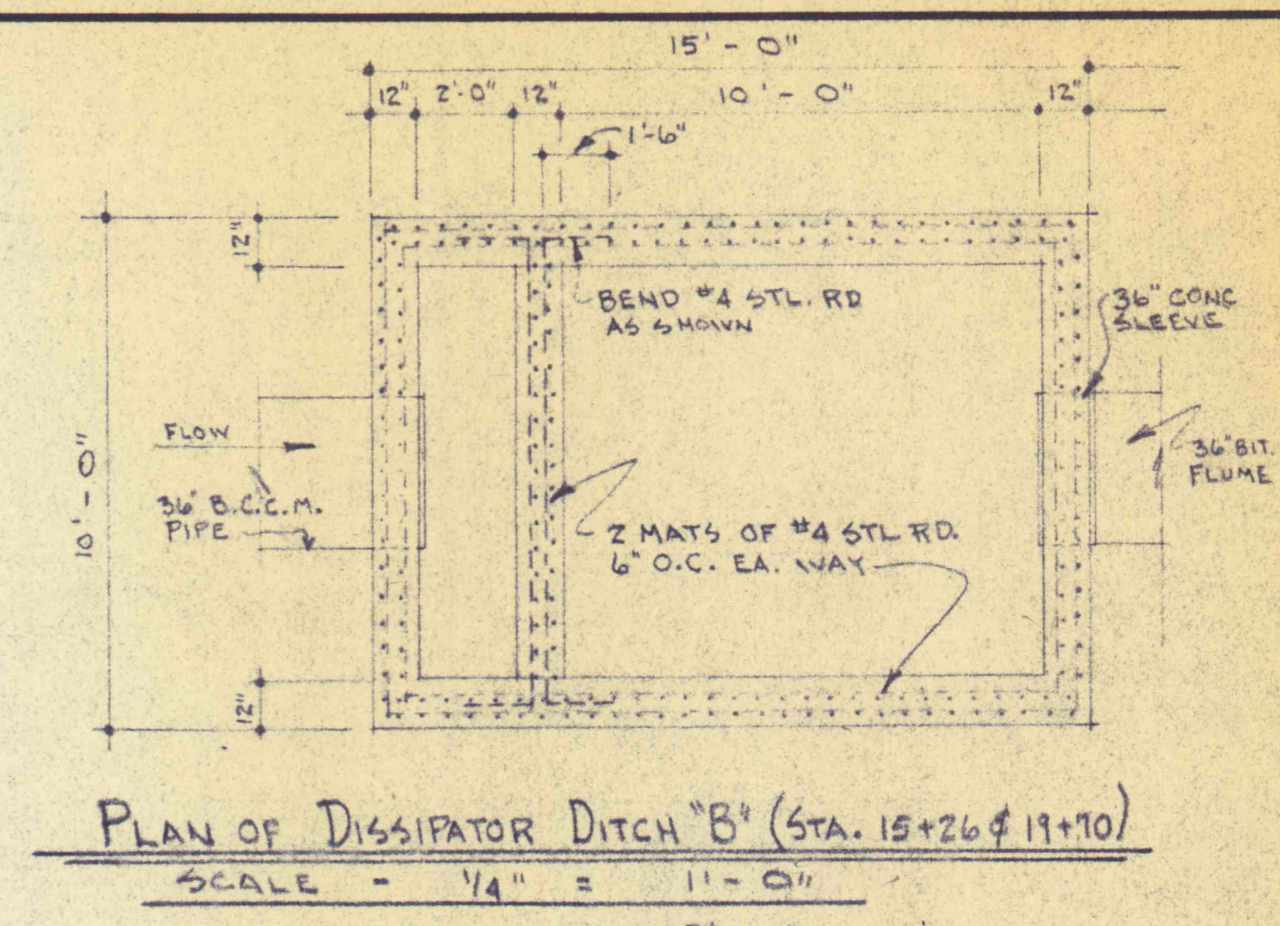 15' - 0"
12" 2'-0" 12" 10' - 0" 12"
1'-6"
12"
BEND #4 STL. RD
AS SHOWN
36" CONC
SLEEVE
FLOW
36" BIT.
FLUME
10' - 0"
36" B.C.C.M.
PIPE
2 MATS OF #4 STL RD.
6" O.C. EA. WAY
12"
PLAN OF DISSIPATOR DITCH "B" (STA. 15+26 & 19+70)
SCALE - 1/4" = 1'-0"